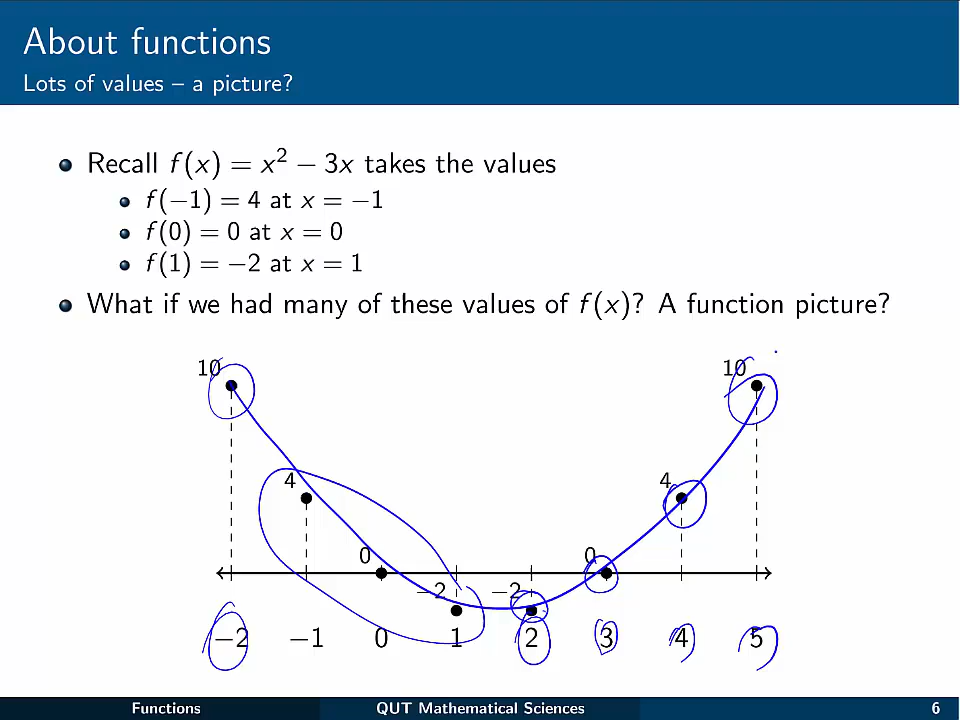 About functions
Lots of values – a picture?
Recall f(x) = x² − 3x takes the values
f(−1) = 4 at x = −1
f(0) = 0 at x = 0
f(1) = −2 at x = 1
What if we had many of these values of f(x)? A function picture?
10 10
4 4
0 0
−2 −2
−2 −1 0 1 2 3 4 5
Functions QUT Mathematical Sciences 6